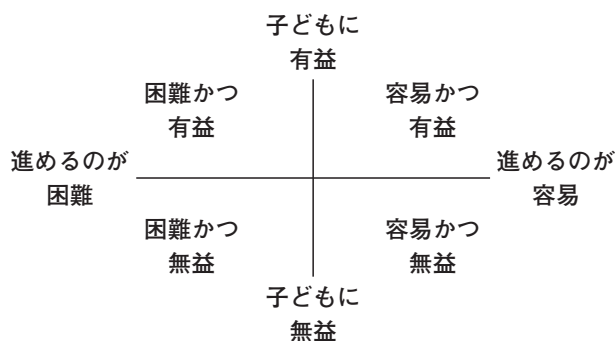 子どもに
有益
困難かつ
有益
容易かつ
有益
進めるのが
困難
進めるのが
容易
困難かつ
無益
容易かつ
無益
子どもに
無益